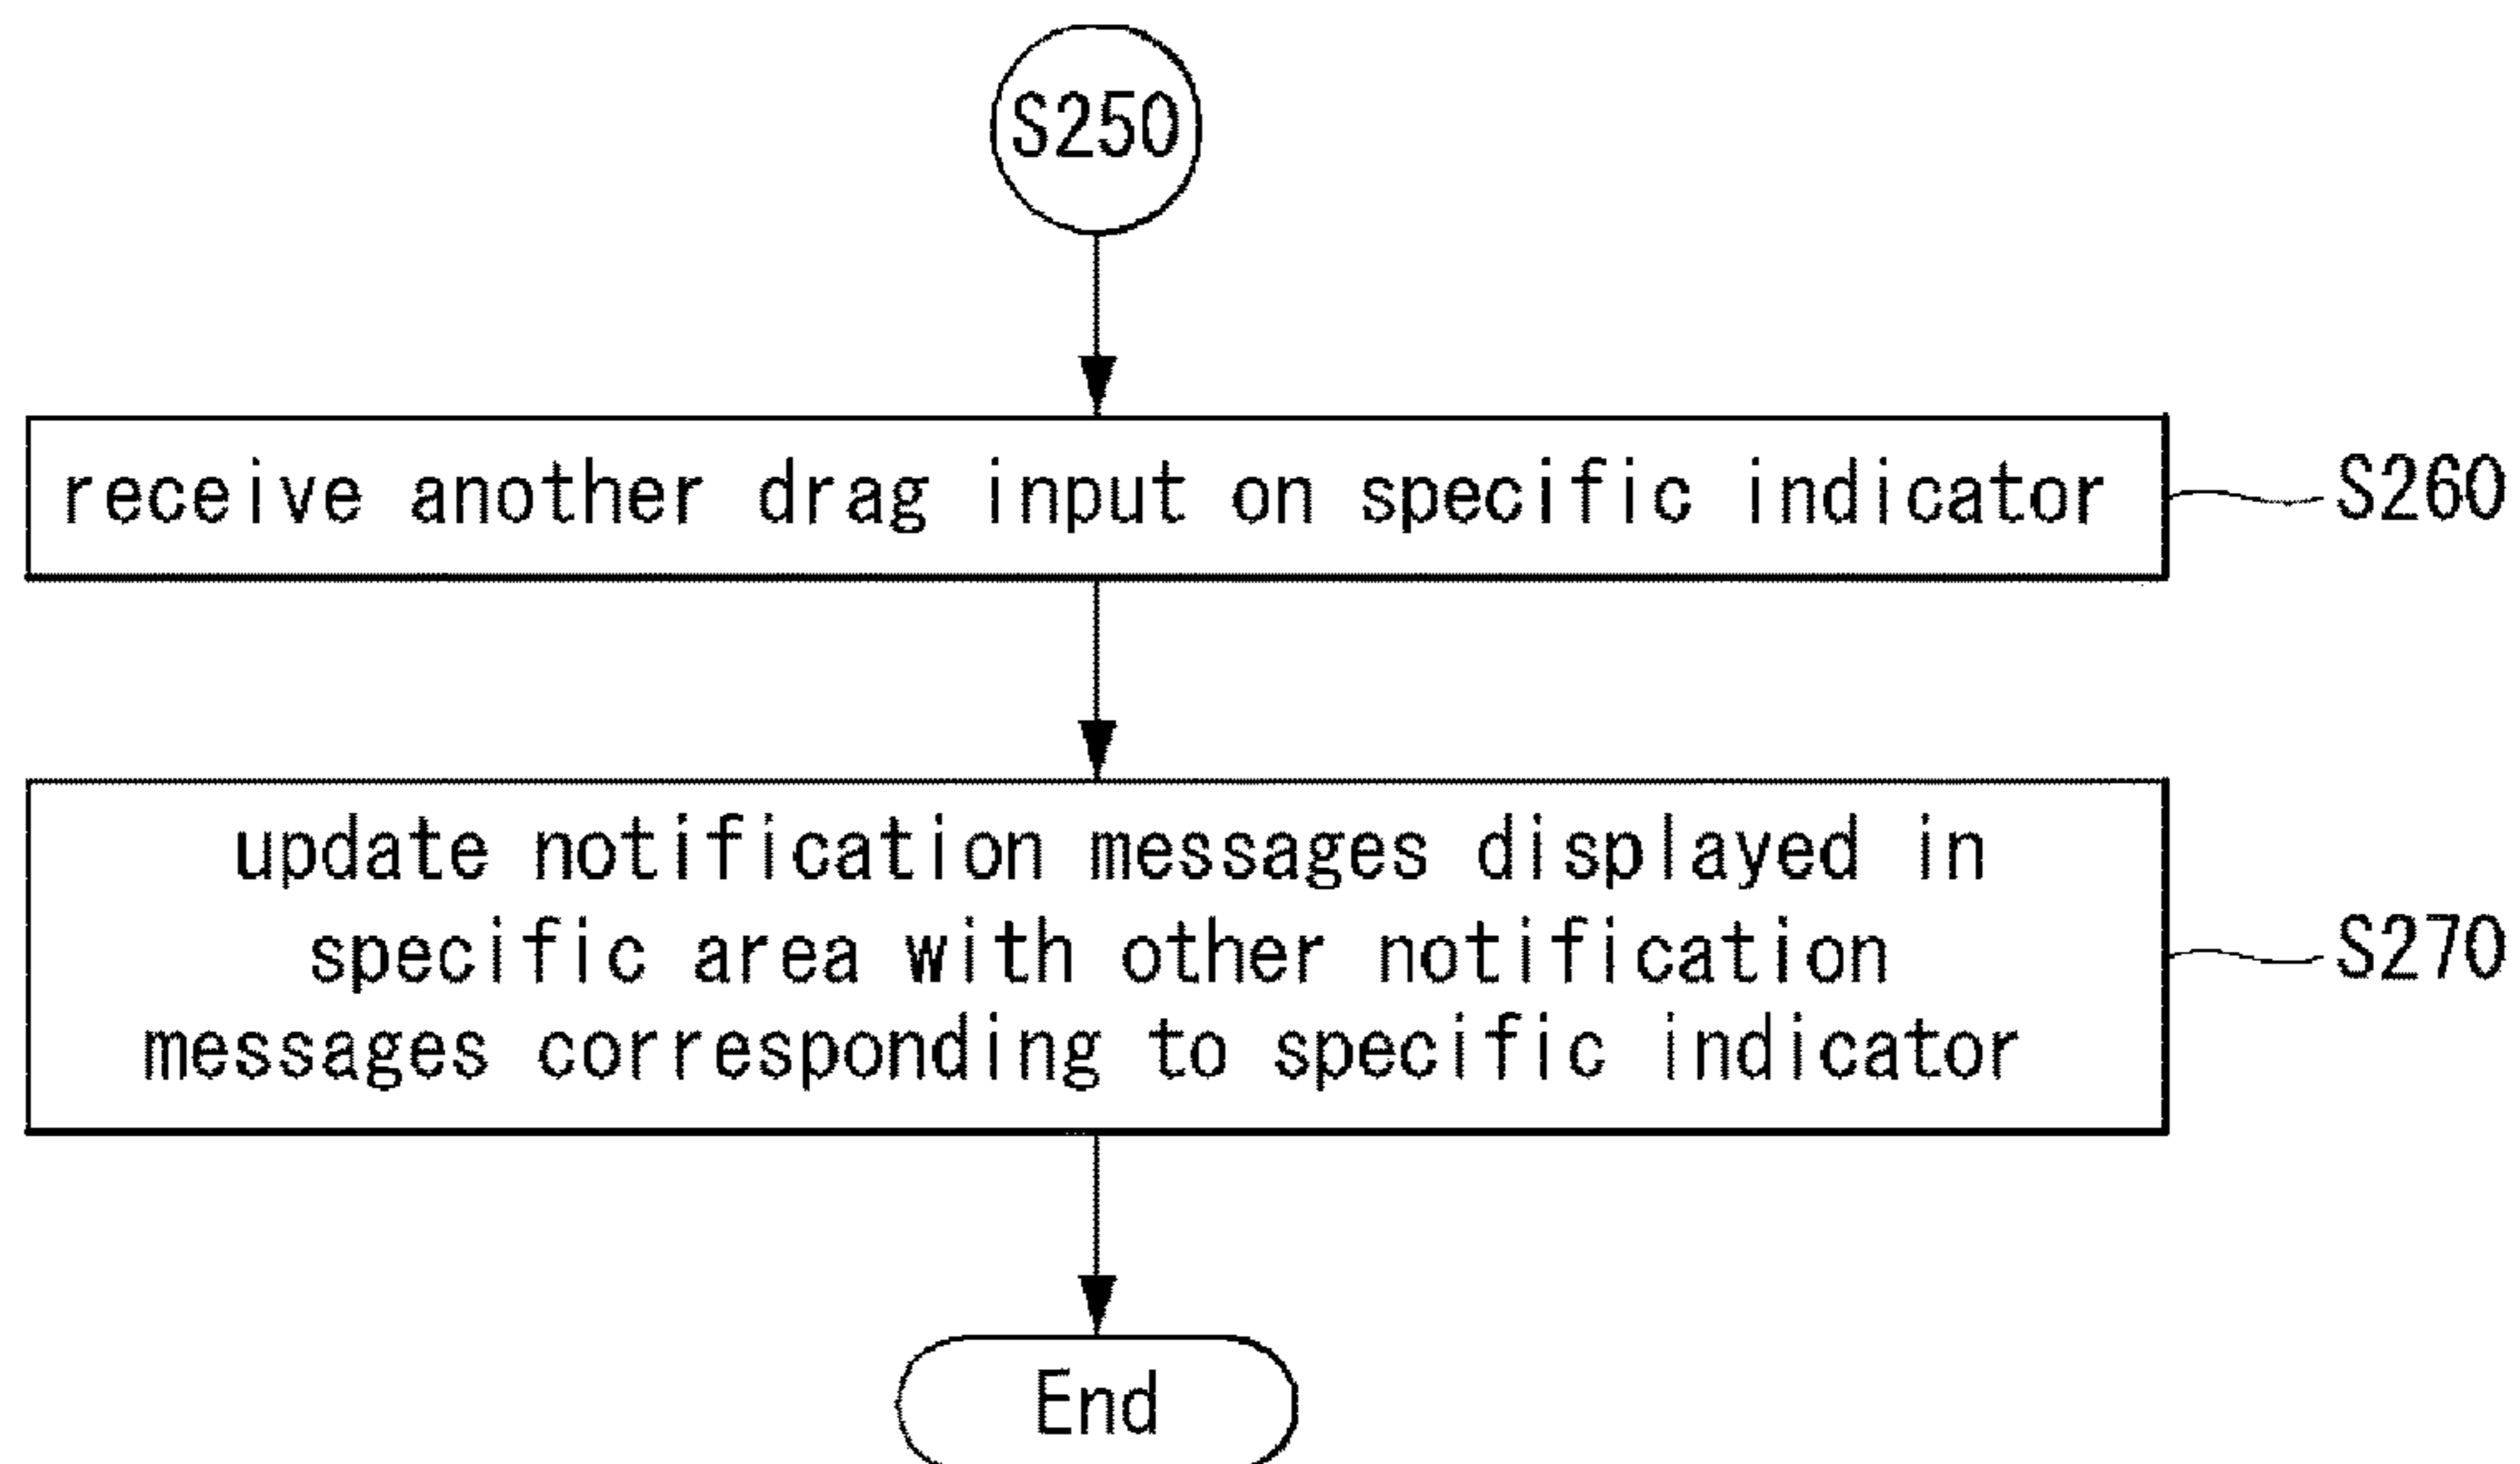 S250
receive another drag input on specific indicator
S260
update notification messages displayed in
specific area with other notification
messages corresponding to specific indicator
S270
End